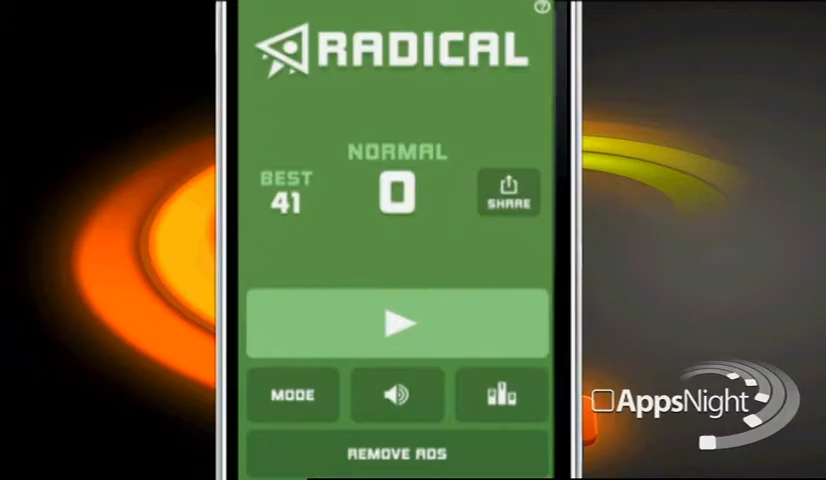 ?
RADICAL
NORMAL
BEST
41
0
SHARE
MODE
REMOVE ADS
AppsNight